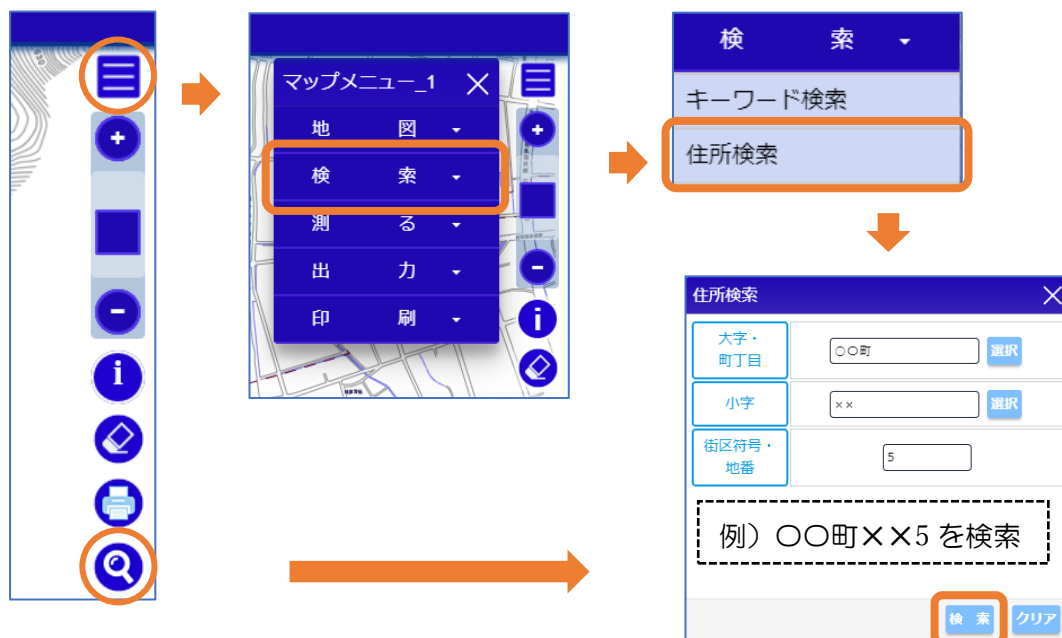 +
-
i
マップメニュー_1 ×
地 図
検 索
測 る
出 力
印 刷
+
-
i
検 索
キーワード検索
住所検索
住所検索 ×
大字・
町丁目
〇〇町
選択
小字
××
選択
街区符号・
地番
5
例）〇〇町××5 を検索
検 索 クリア